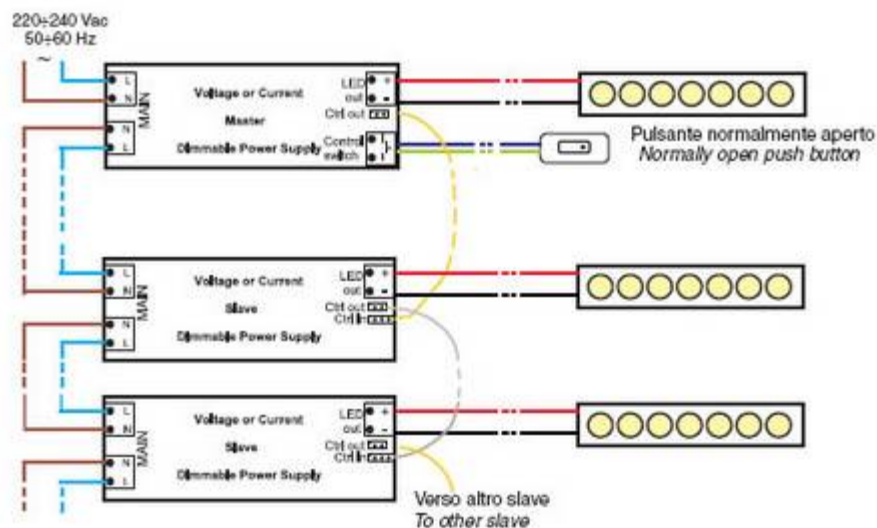 220÷240 Vac
50÷60 Hz
~
L
N
MAIN
N
L
Voltage or Current
Master
Dimmable Power Supply
LED
out
+
-
Ctrl out
Control
switch
Pulsante normalmente aperto
Normally open push button
L
N
MAIN
N
L
Voltage or Current
Slave
Dimmable Power Supply
LED
out
+
-
Ctrl out
Ctrl In
L
N
MAIN
N
L
Voltage or Current
Slave
Dimmable Power Supply
LED
out
+
-
Ctrl out
Ctrl In
Verso altro slave
To other slave